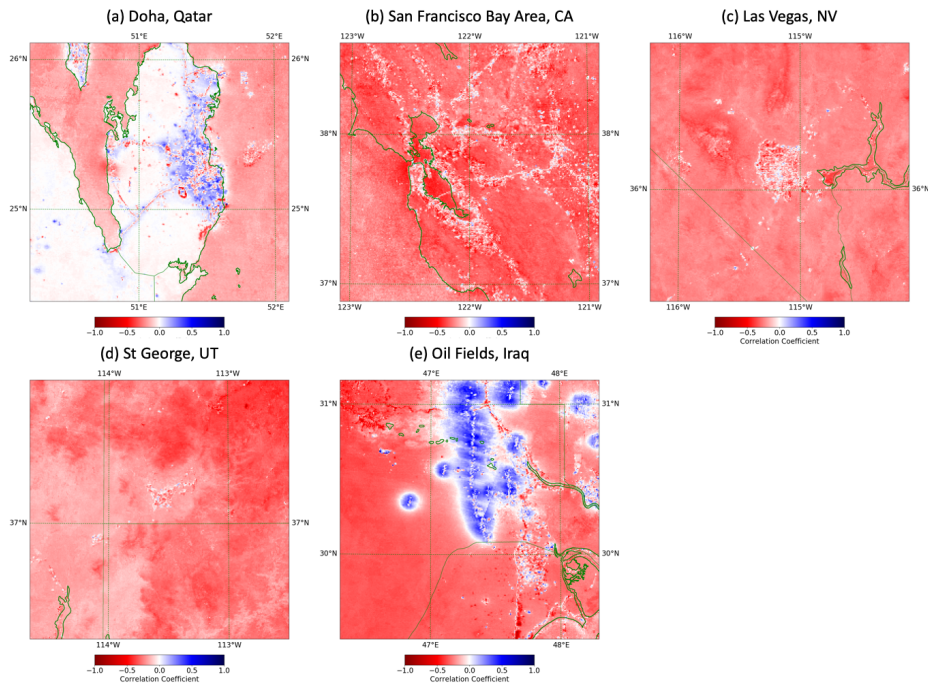 (a) Doha, Qatar
(b) San Francisco Bay Area, CA
(c) Las Vegas, NV
51°E 52°E
123°W 122°W 121°W
116°W 115°W
26°N 26°N
38°N 38°N
36°N 36°N
25°N 25°N
37°N 37°N
51°E 52°E
123°W 122°W 121°W
116°W 115°W
−1.0 −0.5 0.0 0.5 1.0
−1.0 −0.5 0.0 0.5 1.0
−1.0 −0.5 0.0 0.5 1.0
Correlation Coefficient
(d) St George, UT
(e) Oil Fields, Iraq
114°W 113°W
47°E 48°E
31°N 31°N
37°N 37°N
30°N 30°N
114°W 113°W
47°E 48°E
−1.0 −0.5 0.0 0.5 1.0
Correlation Coefficient
−1.0 −0.5 0.0 0.5 1.0
Correlation Coefficient